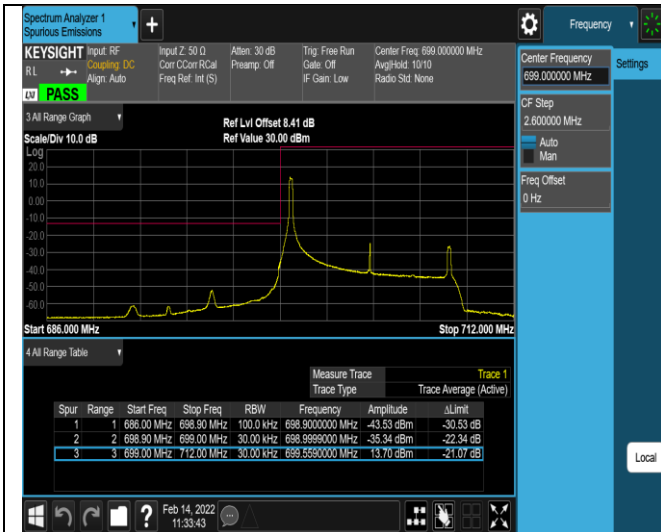 Spectrum Analyzer 1
Spurious Emissions
Frequency
KEYSIGHT
R L
LXI PASS
Input: RF
Coupling: DC
Align: Auto
Input Z: 50 Ω
Corr CCorr RCal
Freq Ref: Int (S)
Atten: 30 dB
Preamp: Off
Trig: Free Run
Gate: Off
IF Gain: Low
Center Freq: 699.000000 MHz
Avg|Hold: 10/10
Radio Std: None
Center Frequency
699.000000 MHz
Settings
CF Step
2.600000 MHz
Auto
Man
Freq Offset
0 Hz
3 All Range Graph
Scale/Div 10.0 dB
Ref Lvl Offset 8.41 dB
Ref Value 30.00 dBm
Log
20.0
10.0
0.00
-10.0
-20.0
-30.0
-40.0
-50.0
-60.0
Start 686.000 MHz Stop 712.000 MHz
4 All Range Table
Measure Trace Trace 1
Trace Type Trace Average (Active)
Spur Range Start Freq Stop Freq RBW Frequency Amplitude ΔLimit
1 1 686.00 MHz 698.90 MHz 100.0 kHz 698.9000000 MHz -43.53 dBm -30.53 dB
2 2 698.90 MHz 699.00 MHz 30.00 kHz 698.9999000 MHz -35.34 dBm -22.34 dB
3 3 699.00 MHz 712.00 MHz 30.00 kHz 699.5590000 MHz 13.70 dBm -21.07 dB
Local
?
Feb 14, 2022
11:33:43